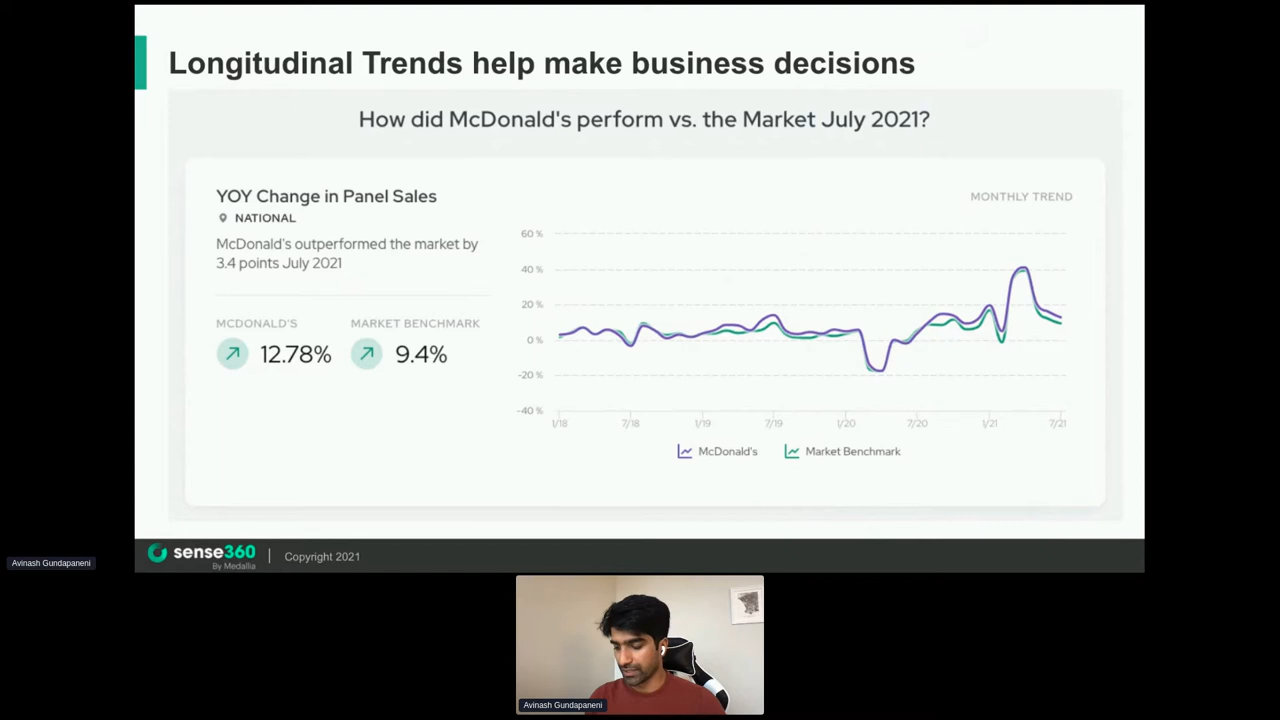 Longitudinal Trends help make business decisions
How did McDonald's perform vs. the Market July 2021?
YOY Change in Panel Sales
NATIONAL
McDonald's outperformed the market by
3.4 points July 2021
MCDONALD'S
MARKET BENCHMARK
12.78%
9.4%
MONTHLY TREND
60 %
40 %
20 %
0 %
-20 %
-40 %
1/18 7/18 1/19 7/19 1/20 7/20 1/21 7/21
McDonald's
Market Benchmark
sense360
By Medallia
Copyright 2021
Avinash Gundapaneni
Avinash Gundapaneni